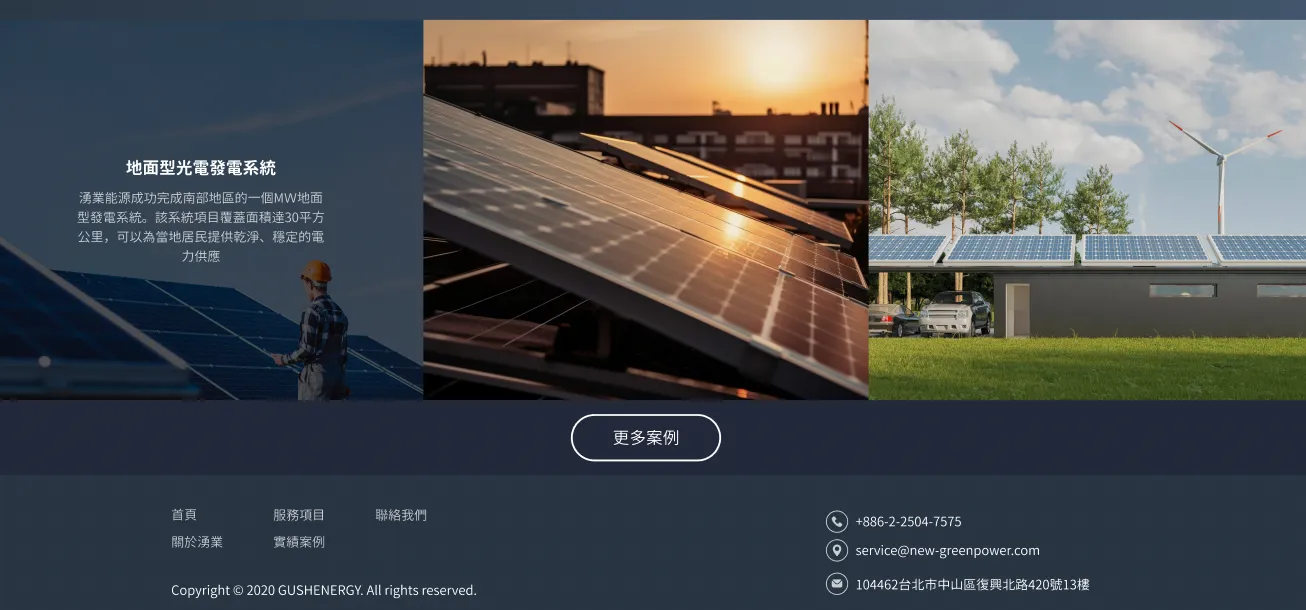 地面型光電發電系統
湧業能源成功完成南部地區的一個MW地面
型發電系統。該系統項目覆蓋面積達30平方
公里，可以為當地居民提供乾淨、穩定的電
力供應
更多案例
首頁
服務項目
聯絡我們
關於湧業
實績案例
Copyright © 2020 GUSHENERGY. All rights reserved.
+886-2-2504-7575
service@new-greenpower.com
104462台北市中山區復興北路420號13樓